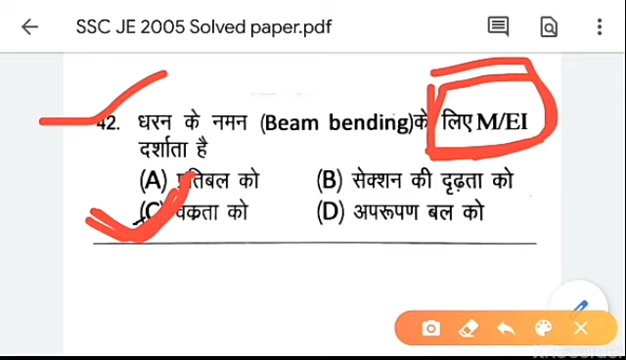 SSC JE 2005 Solved paper.pdf
42. धरन के नमन (Beam bending)के लिए M/EI
दर्शाता है
(A) प्रतिबल को (B) सेक्शन की दृढ़ता को
(C) वक्रता को (D) अपरूपण बल को